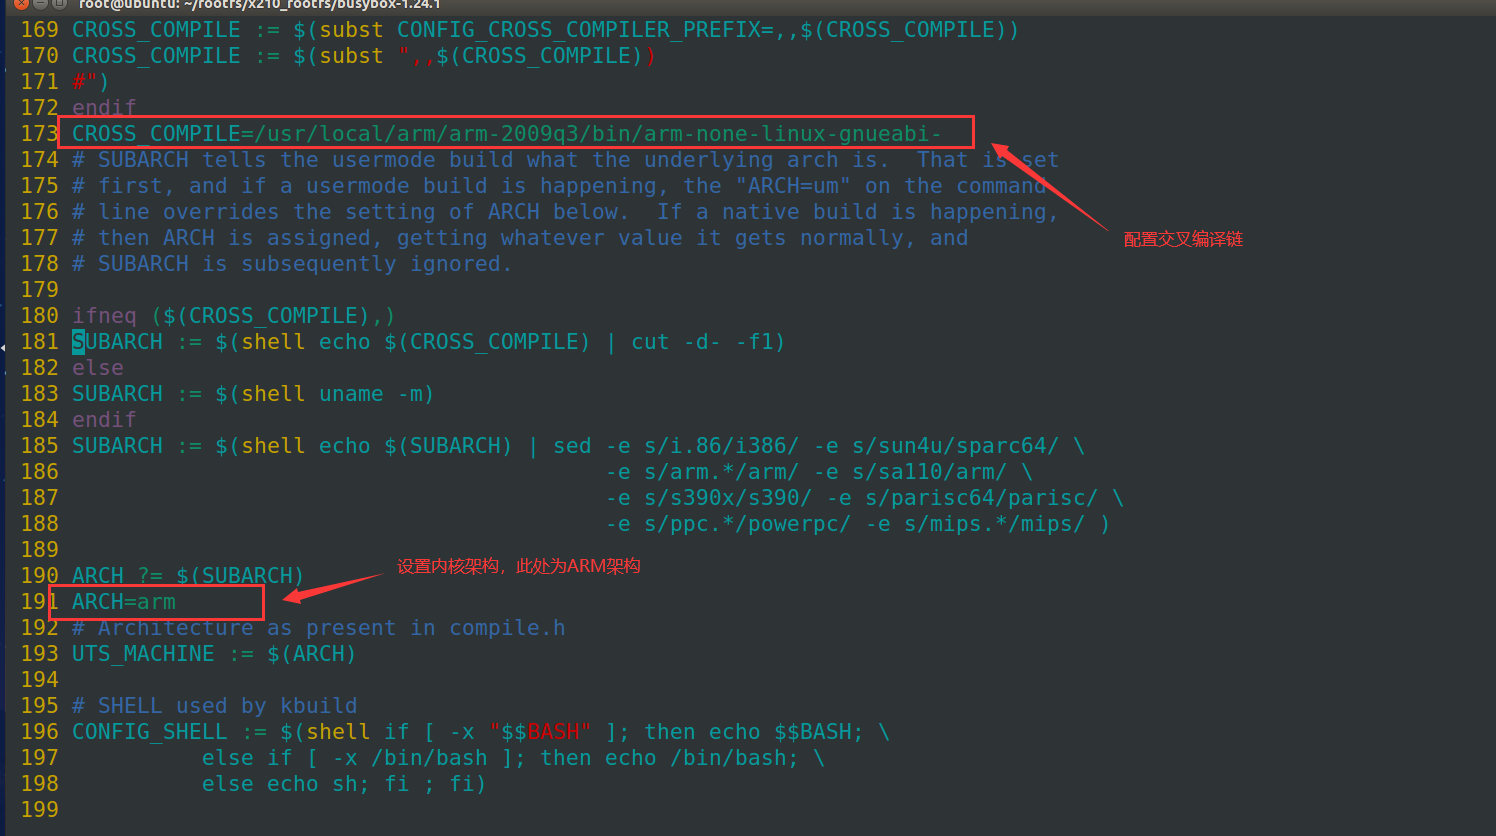 root@ubuntu: ~/rootfs/x210_rootfs/busybox-1.24.1
169 CROSS_COMPILE := $(subst CONFIG_CROSS_COMPILER_PREFIX=,,$(CROSS_COMPILE))
170 CROSS_COMPILE := $(subst ",,$(CROSS_COMPILE))
171 #")
172 endif
173 CROSS_COMPILE=/usr/local/arm/arm-2009q3/bin/arm-none-linux-gnueabi-
174 # SUBARCH tells the usermode build what the underlying arch is.  That is set
175 # first, and if a usermode build is happening, the "ARCH=um" on the command
176 # line overrides the setting of ARCH below.  If a native build is happening,
177 # then ARCH is assigned, getting whatever value it gets normally, and
配置交叉编译链
178 # SUBARCH is subsequently ignored.
179
180 ifneq ($(CROSS_COMPILE),)
181 SUBARCH := $(shell echo $(CROSS_COMPILE) | cut -d- -f1)
182 else
183 SUBARCH := $(shell uname -m)
184 endif
185 SUBARCH := $(shell echo $(SUBARCH) | sed -e s/i.86/i386/ -e s/sun4u/sparc64/ \
186 -e s/arm.*/arm/ -e s/sa110/arm/ \
187 -e s/s390x/s390/ -e s/parisc64/parisc/ \
188 -e s/ppc.*/powerpc/ -e s/mips.*/mips/ )
189
设置内核架构，此处为ARM架构
190 ARCH ?= $(SUBARCH)
191 ARCH=arm
192 # Architecture as present in compile.h
193 UTS_MACHINE := $(ARCH)
194
195 # SHELL used by kbuild
196 CONFIG_SHELL := $(shell if [ -x "$$BASH" ]; then echo $$BASH; \
197 else if [ -x /bin/bash ]; then echo /bin/bash; \
198 else echo sh; fi ; fi)
199